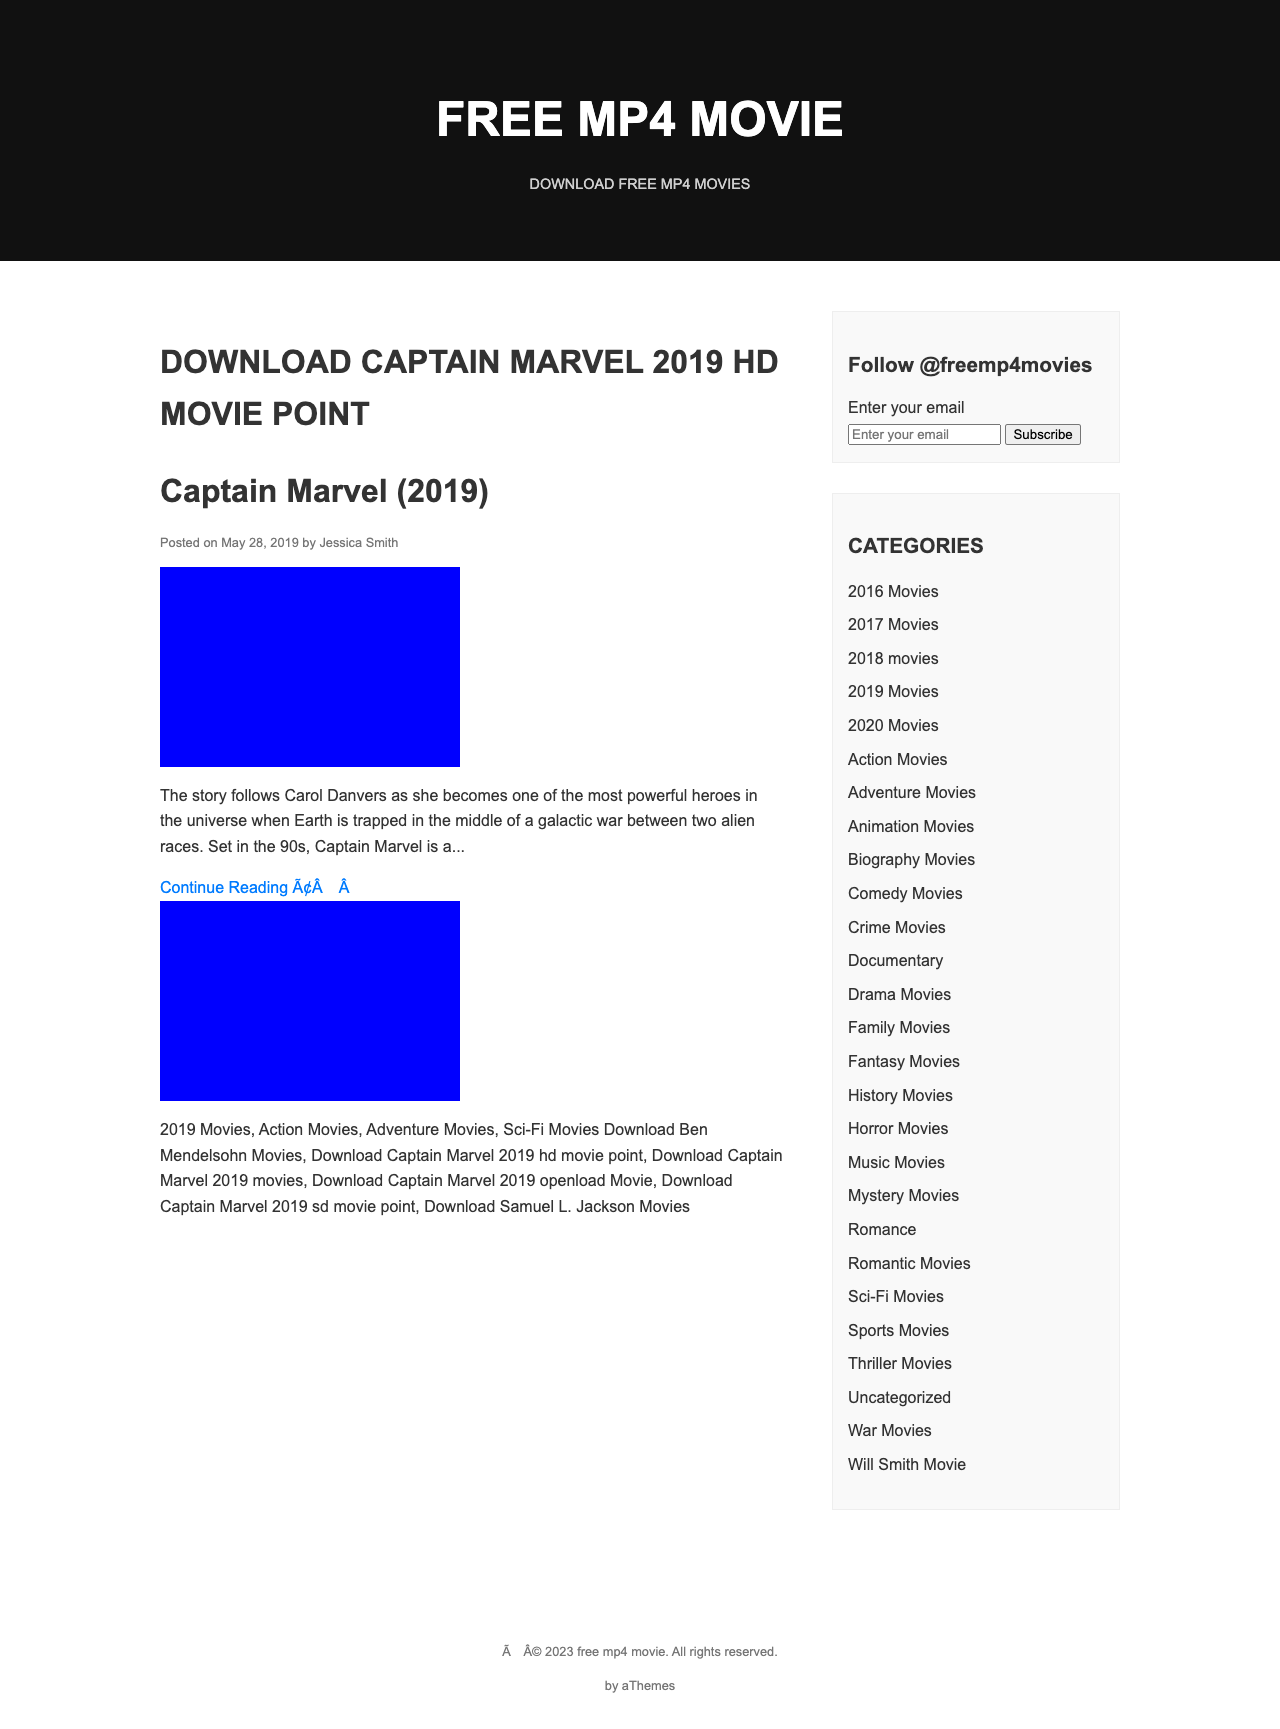 FREE MP4 MOVIE
DOWNLOAD FREE MP4 MOVIES
DOWNLOAD CAPTAIN MARVEL 2019 HD
MOVIE POINT
Captain Marvel (2019)
Posted on May 28, 2019 by Jessica Smith
The story follows Carol Danvers as she becomes one of the most powerful heroes in
the universe when Earth is trapped in the middle of a galactic war between two alien
races. Set in the 90s, Captain Marvel is a...
Continue Reading Ã¢Â Â
2019 Movies, Action Movies, Adventure Movies, Sci-Fi Movies Download Ben
Mendelsohn Movies, Download Captain Marvel 2019 hd movie point, Download Captain
Marvel 2019 movies, Download Captain Marvel 2019 openload Movie, Download
Captain Marvel 2019 sd movie point, Download Samuel L. Jackson Movies
Follow @freemp4movies
Enter your email
Enter your email Subscribe
CATEGORIES
2016 Movies
2017 Movies
2018 movies
2019 Movies
2020 Movies
Action Movies
Adventure Movies
Animation Movies
Biography Movies
Comedy Movies
Crime Movies
Documentary
Drama Movies
Family Movies
Fantasy Movies
History Movies
Horror Movies
Music Movies
Mystery Movies
Romance
Romantic Movies
Sci-Fi Movies
Sports Movies
Thriller Movies
Uncategorized
War Movies
Will Smith Movie
Ã Â© 2023 free mp4 movie. All rights reserved.
by aThemes